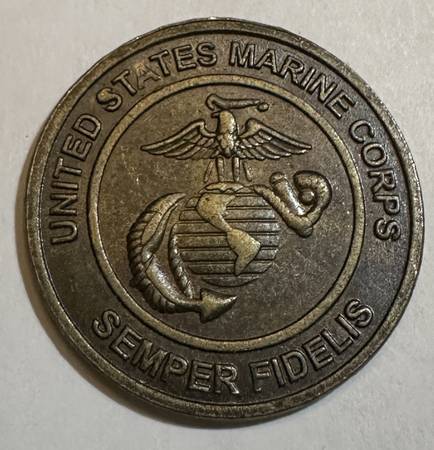 UNITED STATES MARINE CORPS
SEMPER FIDELIS